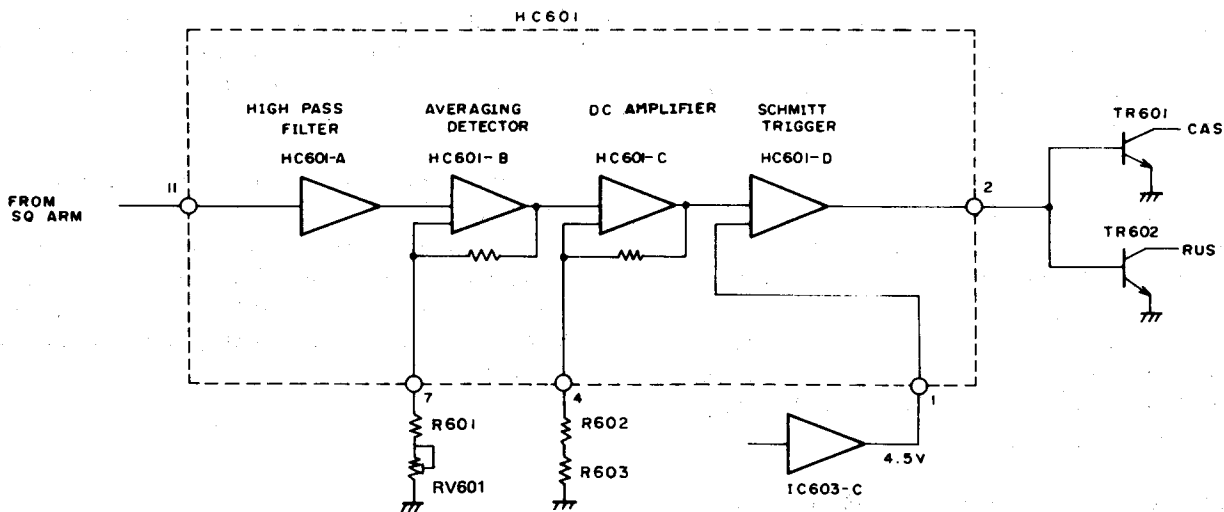 HC601
HIGH PASS
FILTER
HC601-A
AVERAGING
DETECTOR
HC601-B
DC AMPLIFIER
HC601-C
SCHMITT
TRIGGER
HC601-D
TR601
CAS
FROM
SQ ARM
11
2
TR602
RUS
7
4
1
R601
RV601
R602
R603
4.5V
IC603-C